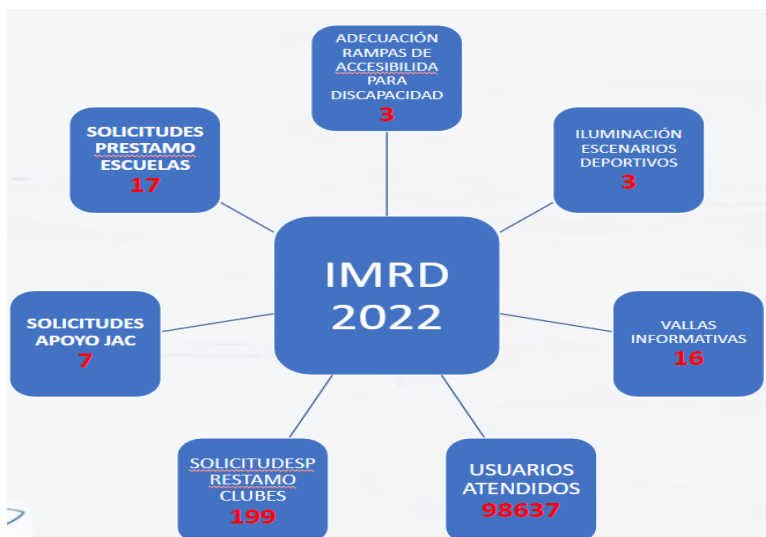 ADECUACIÓN
RAMPAS DE
ACCESIBILIDA
PARA
DISCAPACIDAD
3
SOLICITUDES
PRESTAMO
ESCUELAS
17
ILUMINACIÓN
ESCENARIOS
DEPORTIVOS
3
IMRD
2022
SOLICITUDES
APOYO JAC
7
VALLAS
INFORMATIVAS
16
SOLICITUDESP
RESTAMO
CLUBES
199
USUARIOS
ATENDIDOS
98637